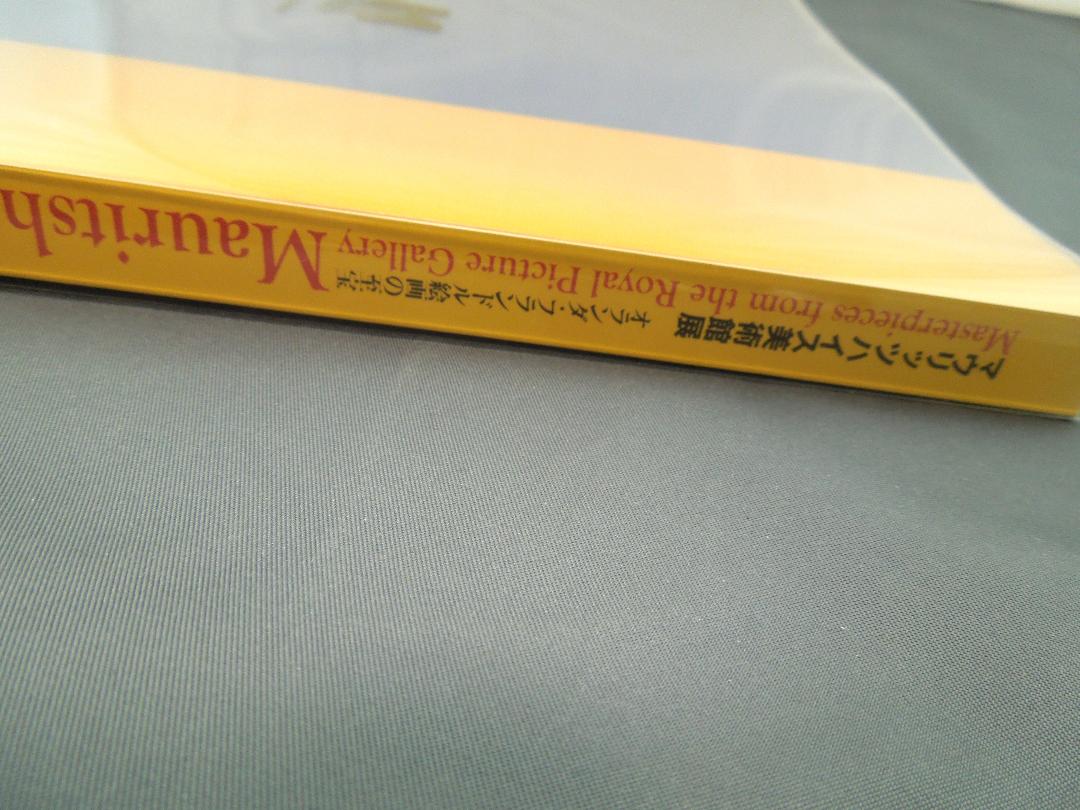 マウリッツハイス美術館展
オランダ・フランドル絵画の至宝
Masterpieces from the Royal Picture Gallery Mauritsh